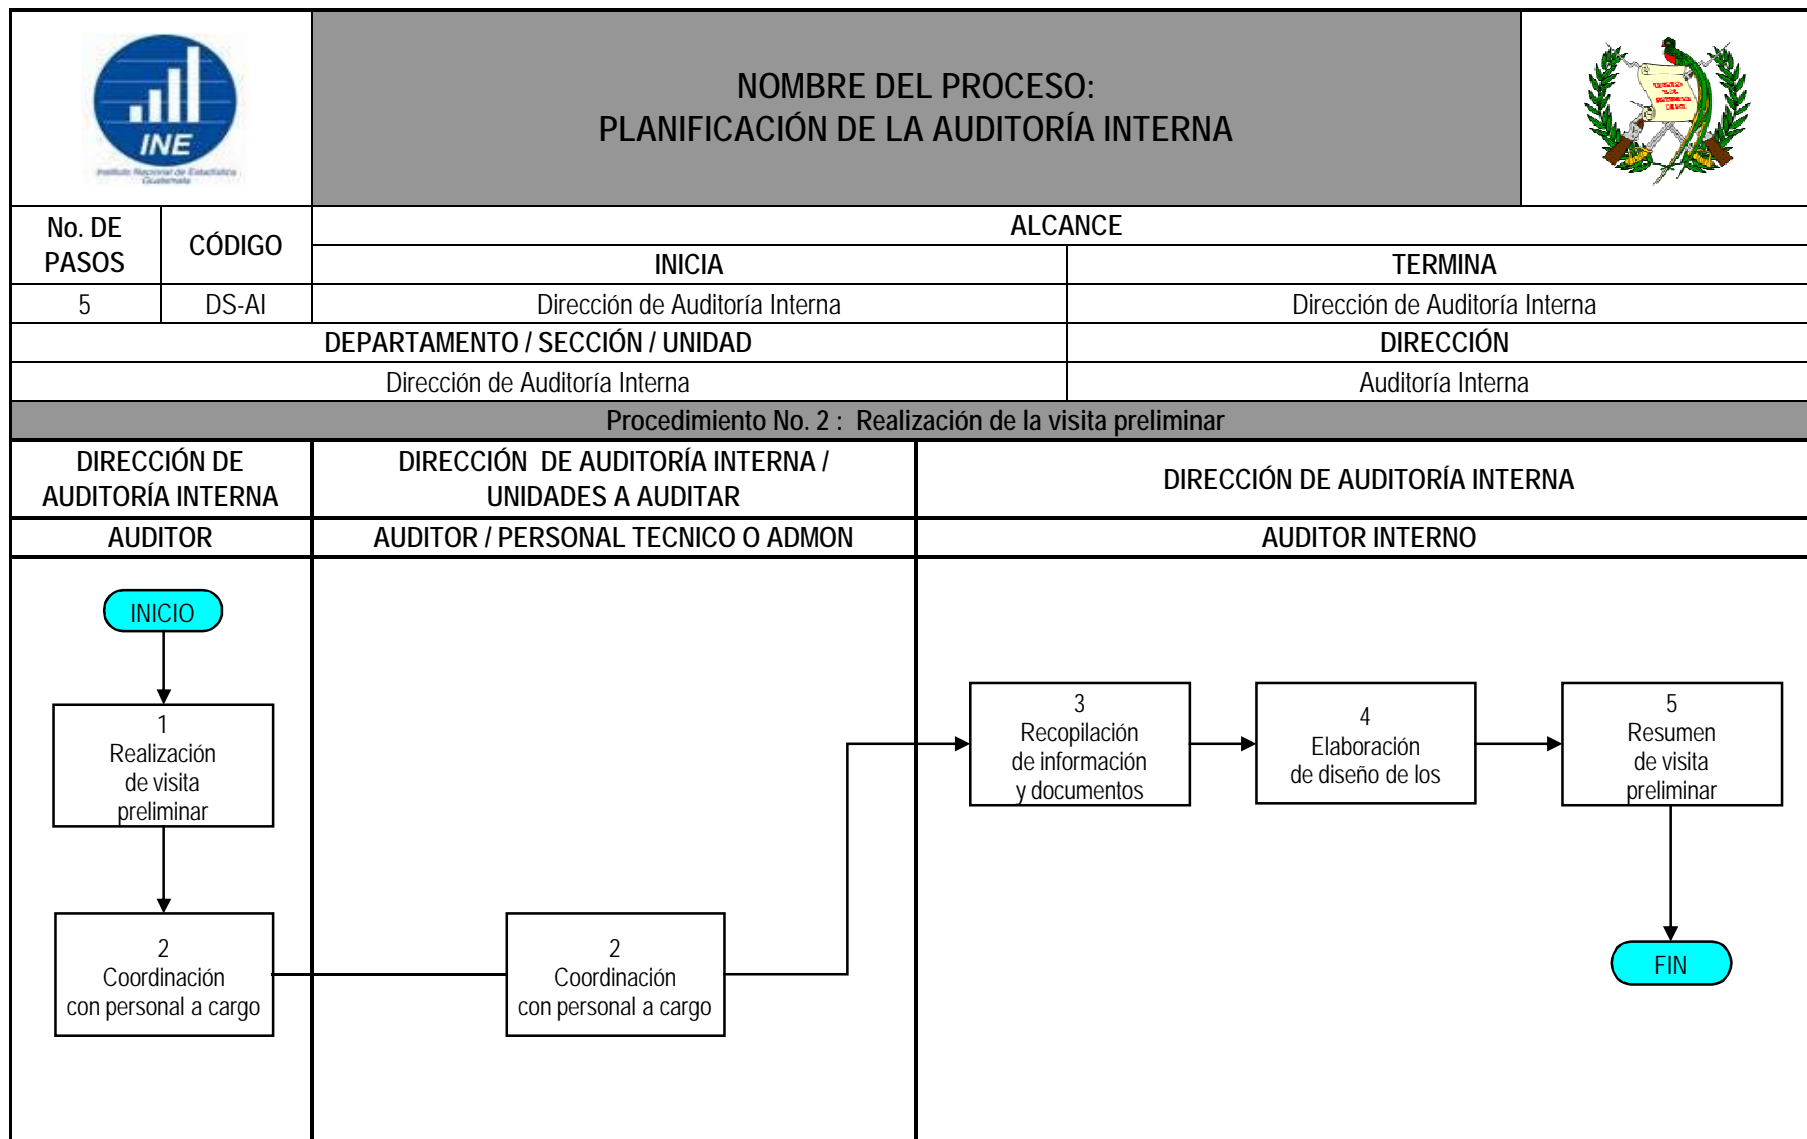 INE
Instituto Nacional de Estadística
Guatemala
NOMBRE DEL PROCESO:
PLANIFICACIÓN DE LA AUDITORÍA INTERNA
No. DE
PASOS
CÓDIGO
ALCANCE
INICIA
TERMINA
5
DS-AI
Dirección de Auditoría Interna
Dirección de Auditoría Interna
DEPARTAMENTO / SECCIÓN / UNIDAD
DIRECCIÓN
Dirección de Auditoría Interna
Auditoría Interna
Procedimiento No. 2 : Realización de la visita preliminar
DIRECCIÓN DE
AUDITORÍA INTERNA
DIRECCIÓN DE AUDITORÍA INTERNA /
UNIDADES A AUDITAR
DIRECCIÓN DE AUDITORÍA INTERNA
AUDITOR
AUDITOR / PERSONAL TECNICO O ADMON
AUDITOR INTERNO
INICIO
1
Realización
de visita
preliminar
2
Coordinación
con personal a cargo
2
Coordinación
con personal a cargo
3
Recopilación
de información
y documentos
4
Elaboración
de diseño de los
5
Resumen
de visita
preliminar
FIN